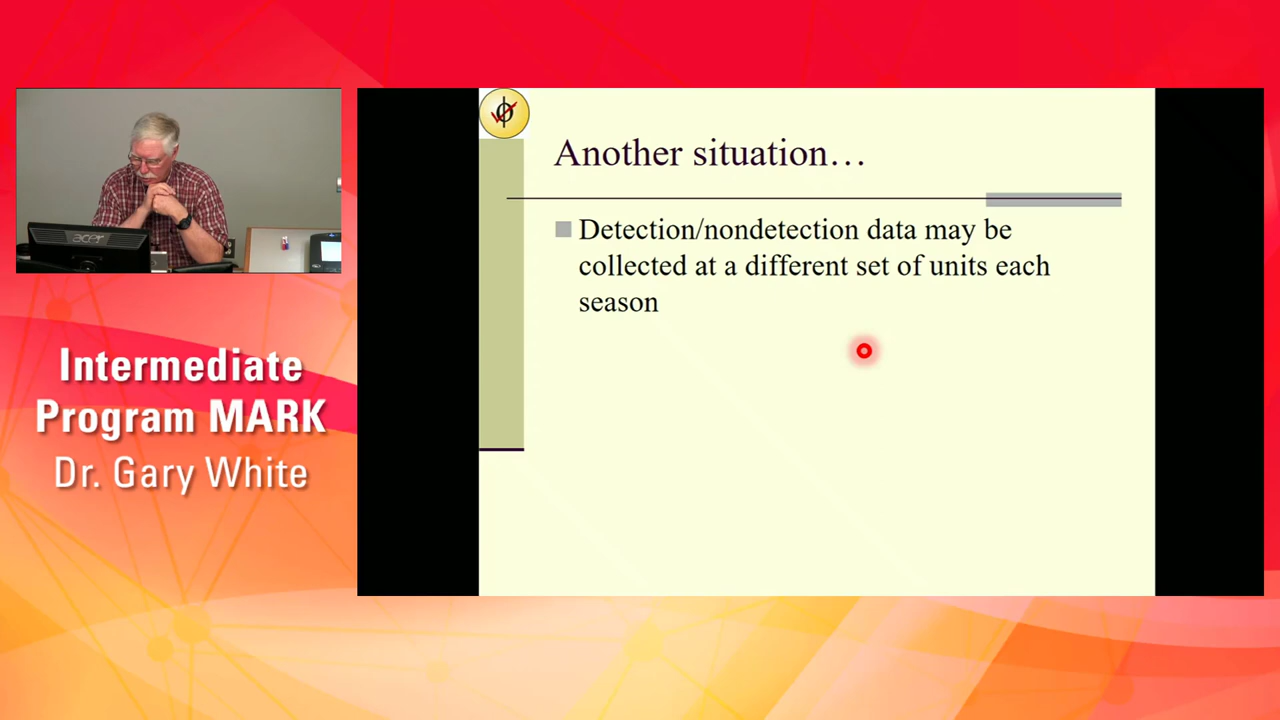 Another situation…
Detection/nondetection data may be
collected at a different set of units each
season
acer
Intermediate
Program MARK
Dr. Gary White